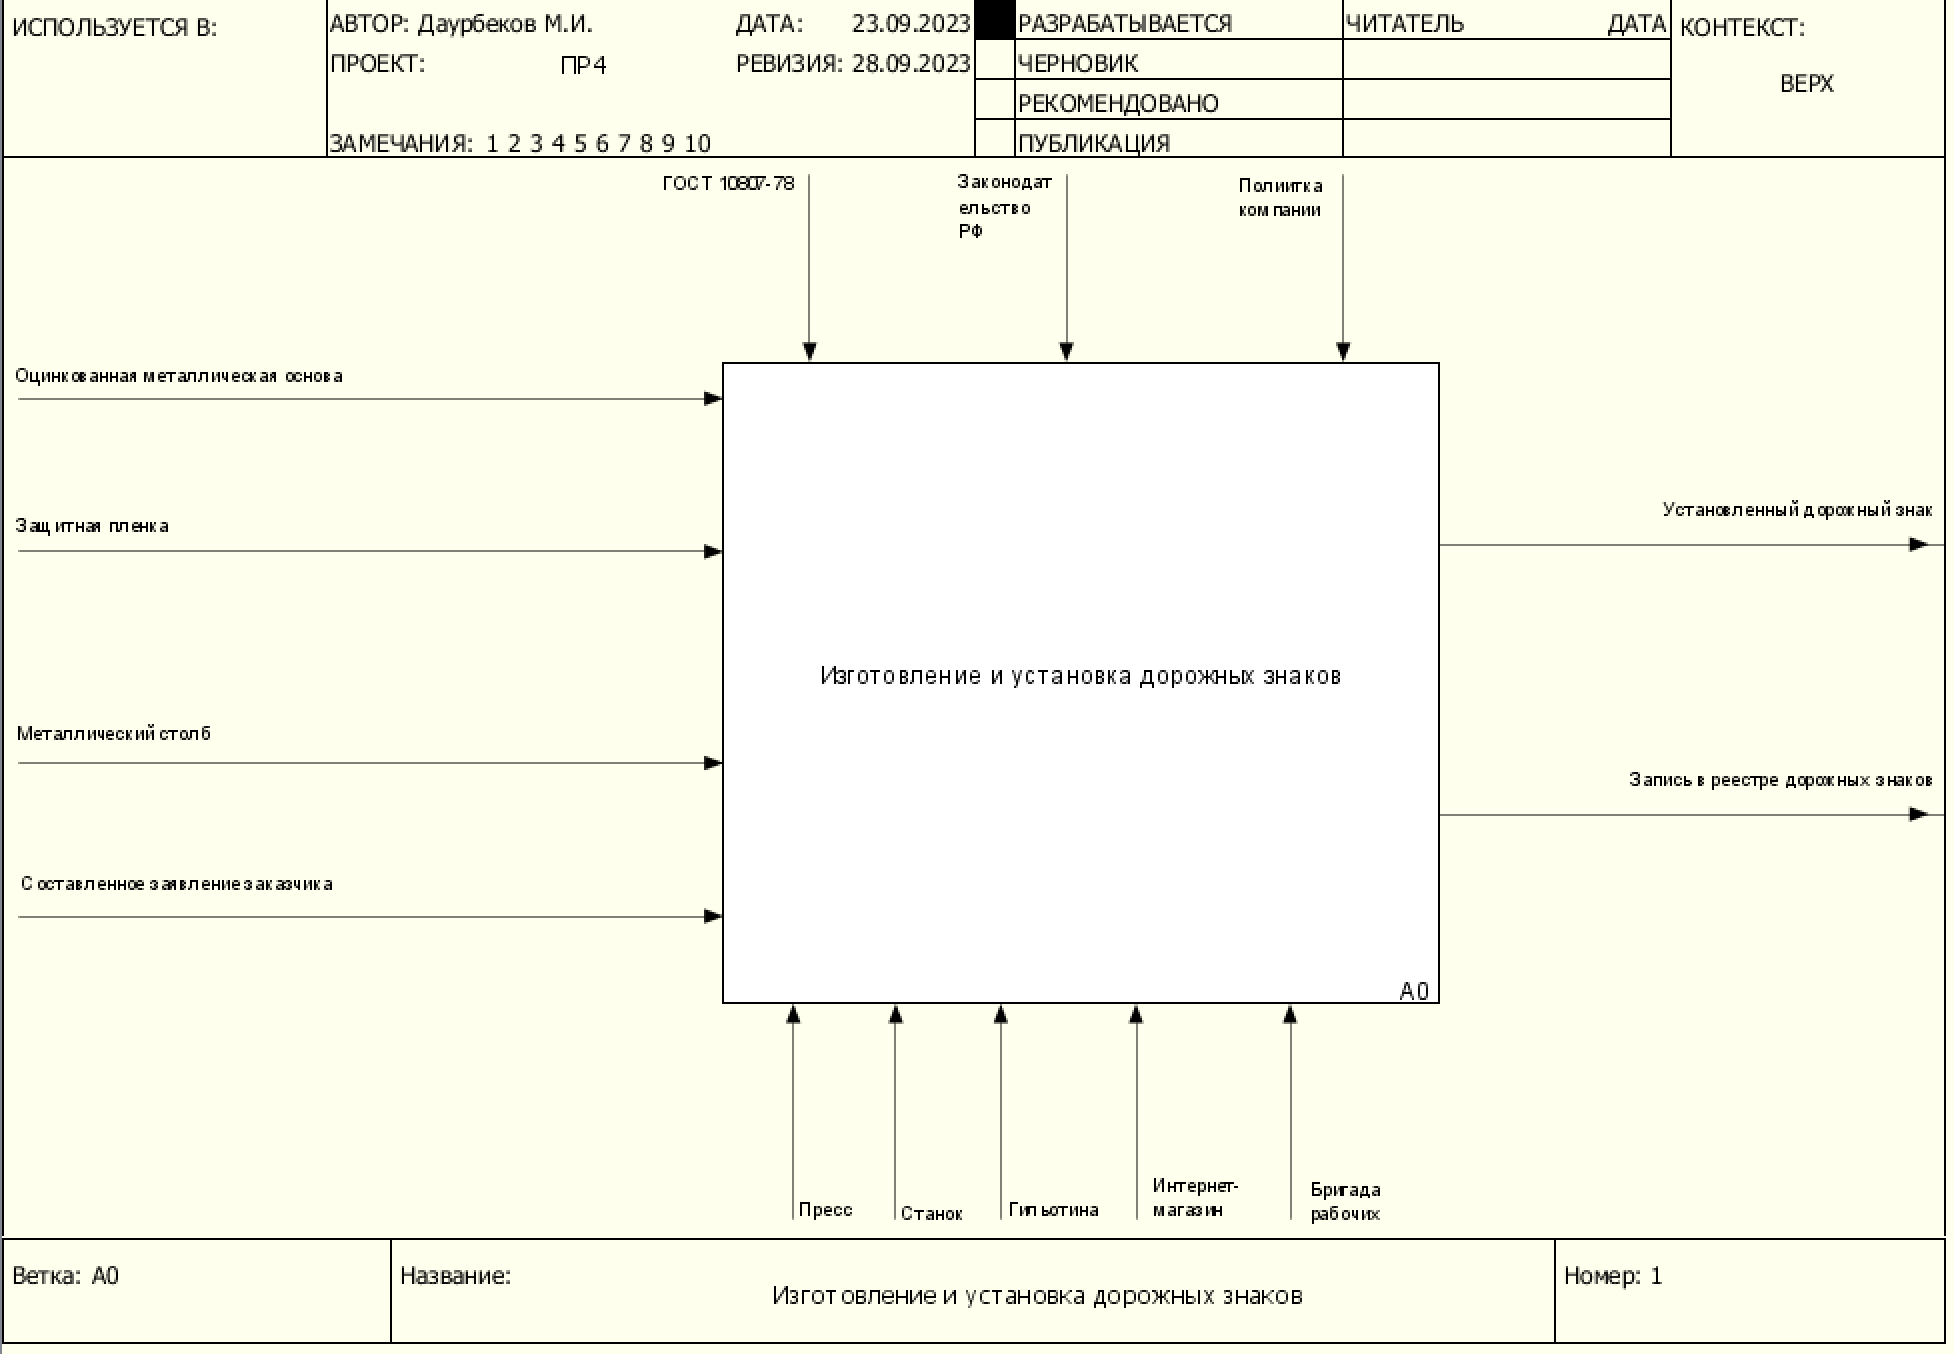 ИСПОЛЬЗУЕТСЯ В:
АВТОР: Даурбеков М.И.
ДАТА: 23.09.2023
РАЗРАБАТЫВАЕТСЯ
ЧИТАТЕЛЬ
ДАТА
КОНТЕКСТ:
ПРОЕКТ: ПР4
РЕВИЗИЯ: 28.09.2023
ЧЕРНОВИК
ВЕРХ
РЕКОМЕНДОВАНО
ЗАМЕЧАНИЯ: 1 2 3 4 5 6 7 8 9 10
ПУБЛИКАЦИЯ
ГОСТ 10807-78
Законодат
ельство
РФ
Полиитка
компании
Оцинкованная металлическая основа
Защитная пленка
Металлический столб
Составленное заявление заказчика
Изготовление и установка дорожных знаков
A0
Установленный дорожный знак
Запись в реестре дорожных знаков
Пресс
Станок
Гильотина
Интернет-
магазин
Бригада
рабочих
Ветка: A0
Название:
Изготовление и установка дорожных знаков
Номер: 1